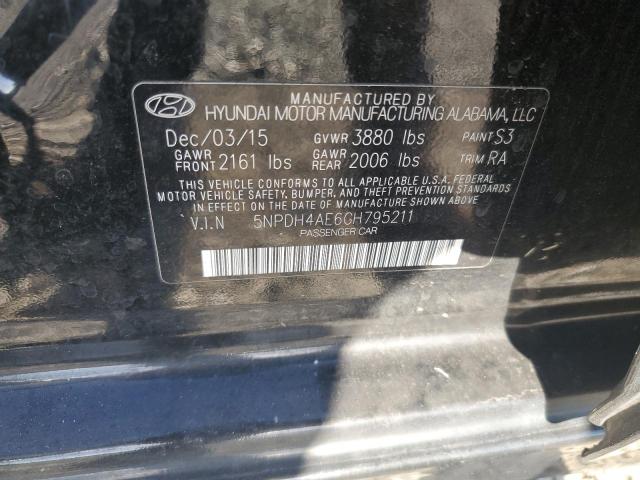 MANUFACTURED BY
HYUNDAI MOTOR MANUFACTURING ALABAMA, LLC
Dec/03/15 GVWR 3880 lbs PAINT S3
GAWR FRONT 2161 lbs GAWR REAR 2006 lbs TRIM RA
THIS VEHICLE CONFORMS TO ALL APPLICABLE U.S.A. FEDERAL
MOTOR VEHICLE SAFETY, BUMPER, AND THEFT PREVENTION STANDARDS
IN EFFECT ON THE DATE OF MANUFACTURE SHOWN ABOVE.
V.I.N 5NPDH4AE6GH795211
PASSENGER CAR